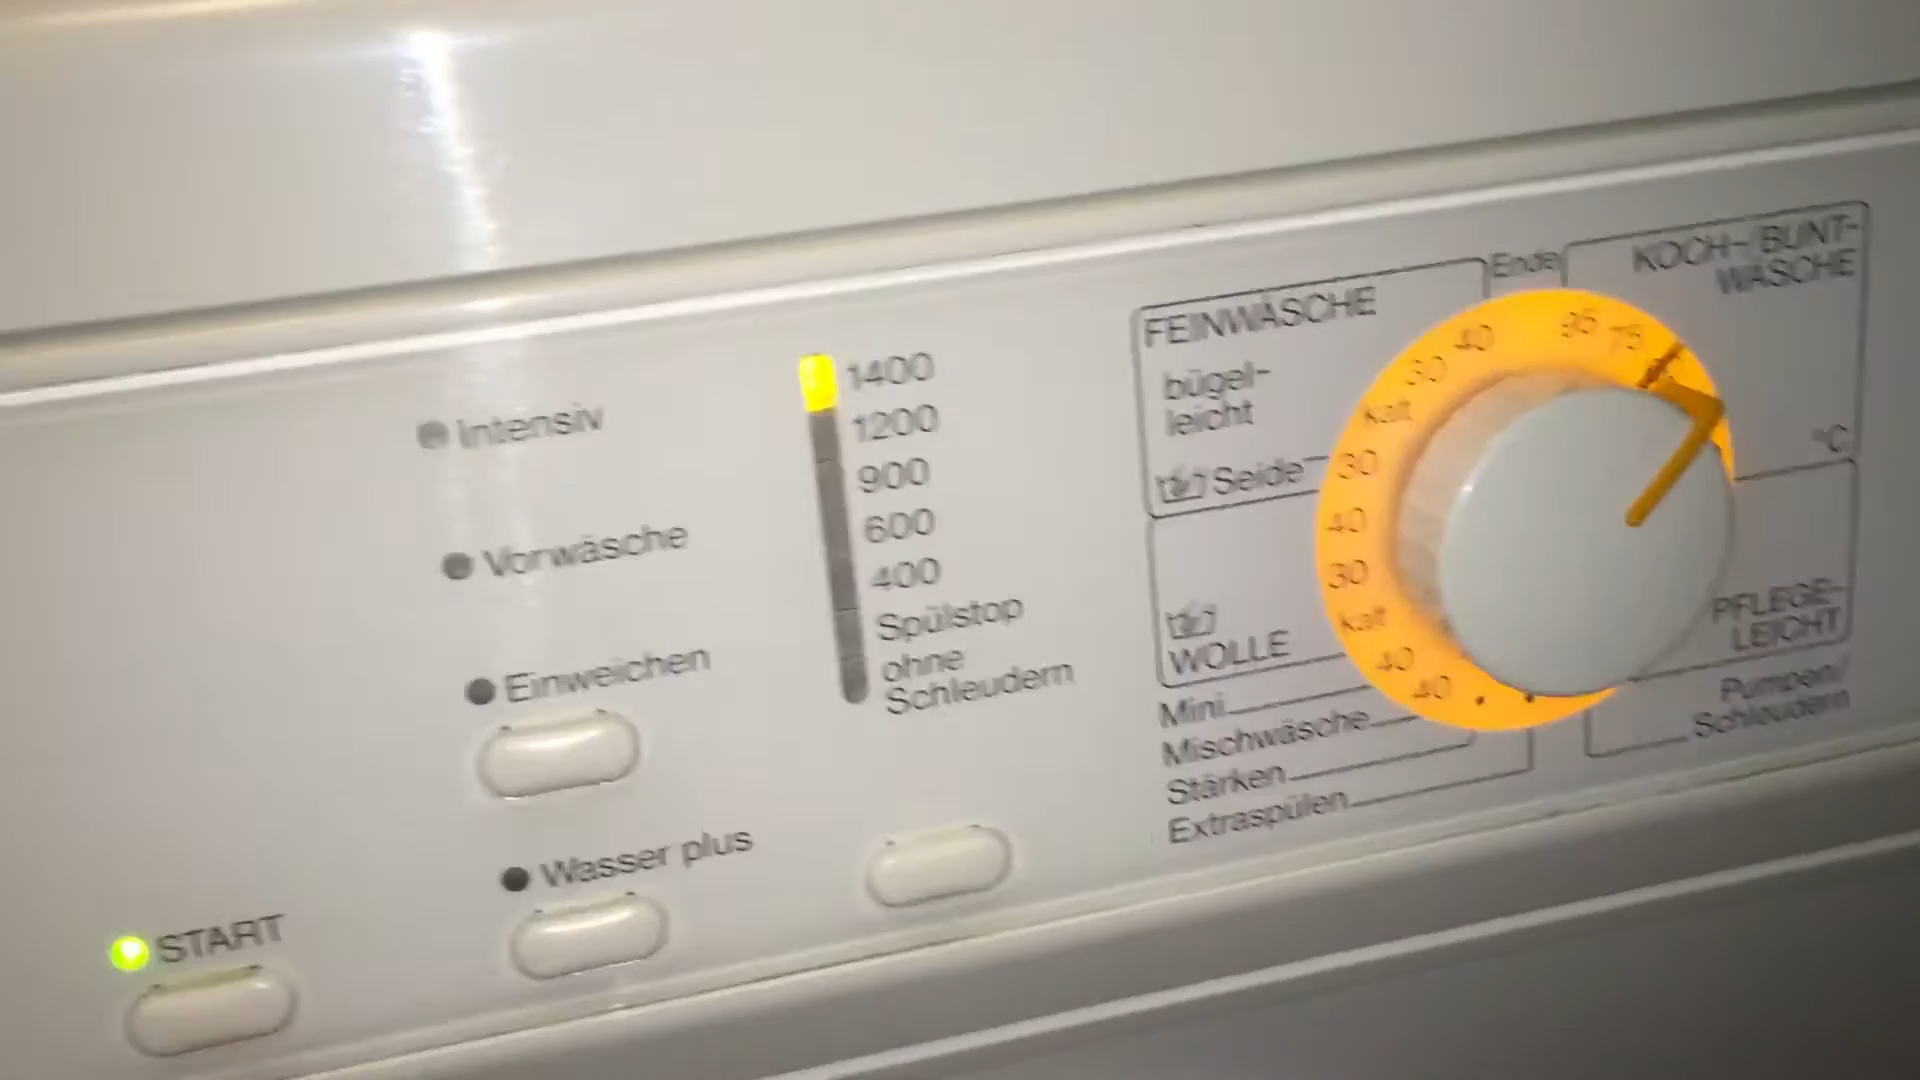 Intensiv
Vorwäsche
Einweichen
Wasser plus
START
1400
1200
900
600
400
Spülstop
ohne
Schleudern
FEINWÄSCHE
bügel-
leicht
Seide
WOLLE
Mini
Mischwäsche
Stärken
Extraspülen
Ende
KOCH-/BUNT-
WÄSCHE
°C
PFLEGE-
LEICHT
Pumpen/
Schleudern
95
75
40
30
kalt
30
40
30
kalt
40
40